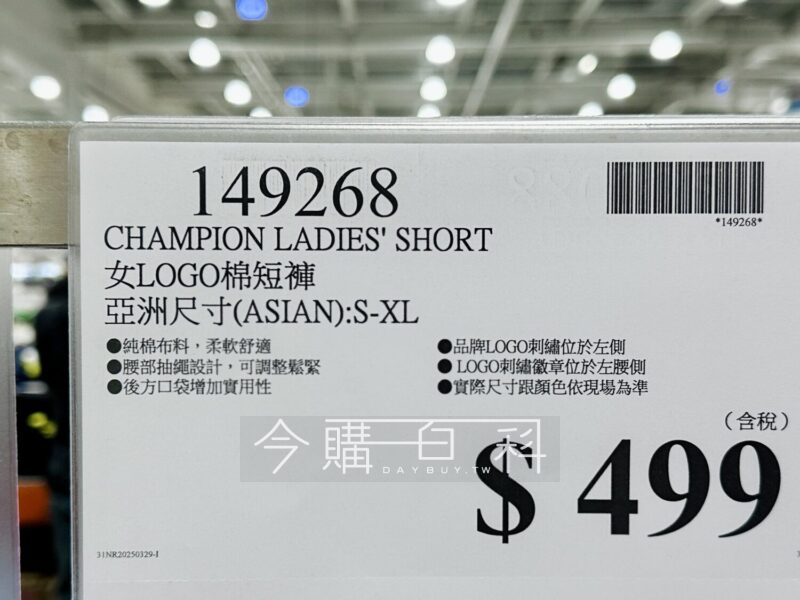 149268
*149268*
CHAMPION LADIES' SHORT
女LOGO棉短褲
亞洲尺寸(ASIAN):S-XL
●純棉布料，柔軟舒適
●腰部抽繩設計，可調整鬆緊
●後方口袋增加實用性
●品牌LOGO刺繡位於左側
● LOGO刺繡徽章位於左腰側
●實際尺寸跟顏色依現場為準
（含稅）
$ 499
今購百科
DAYBUY.TW
31NR20250329-J